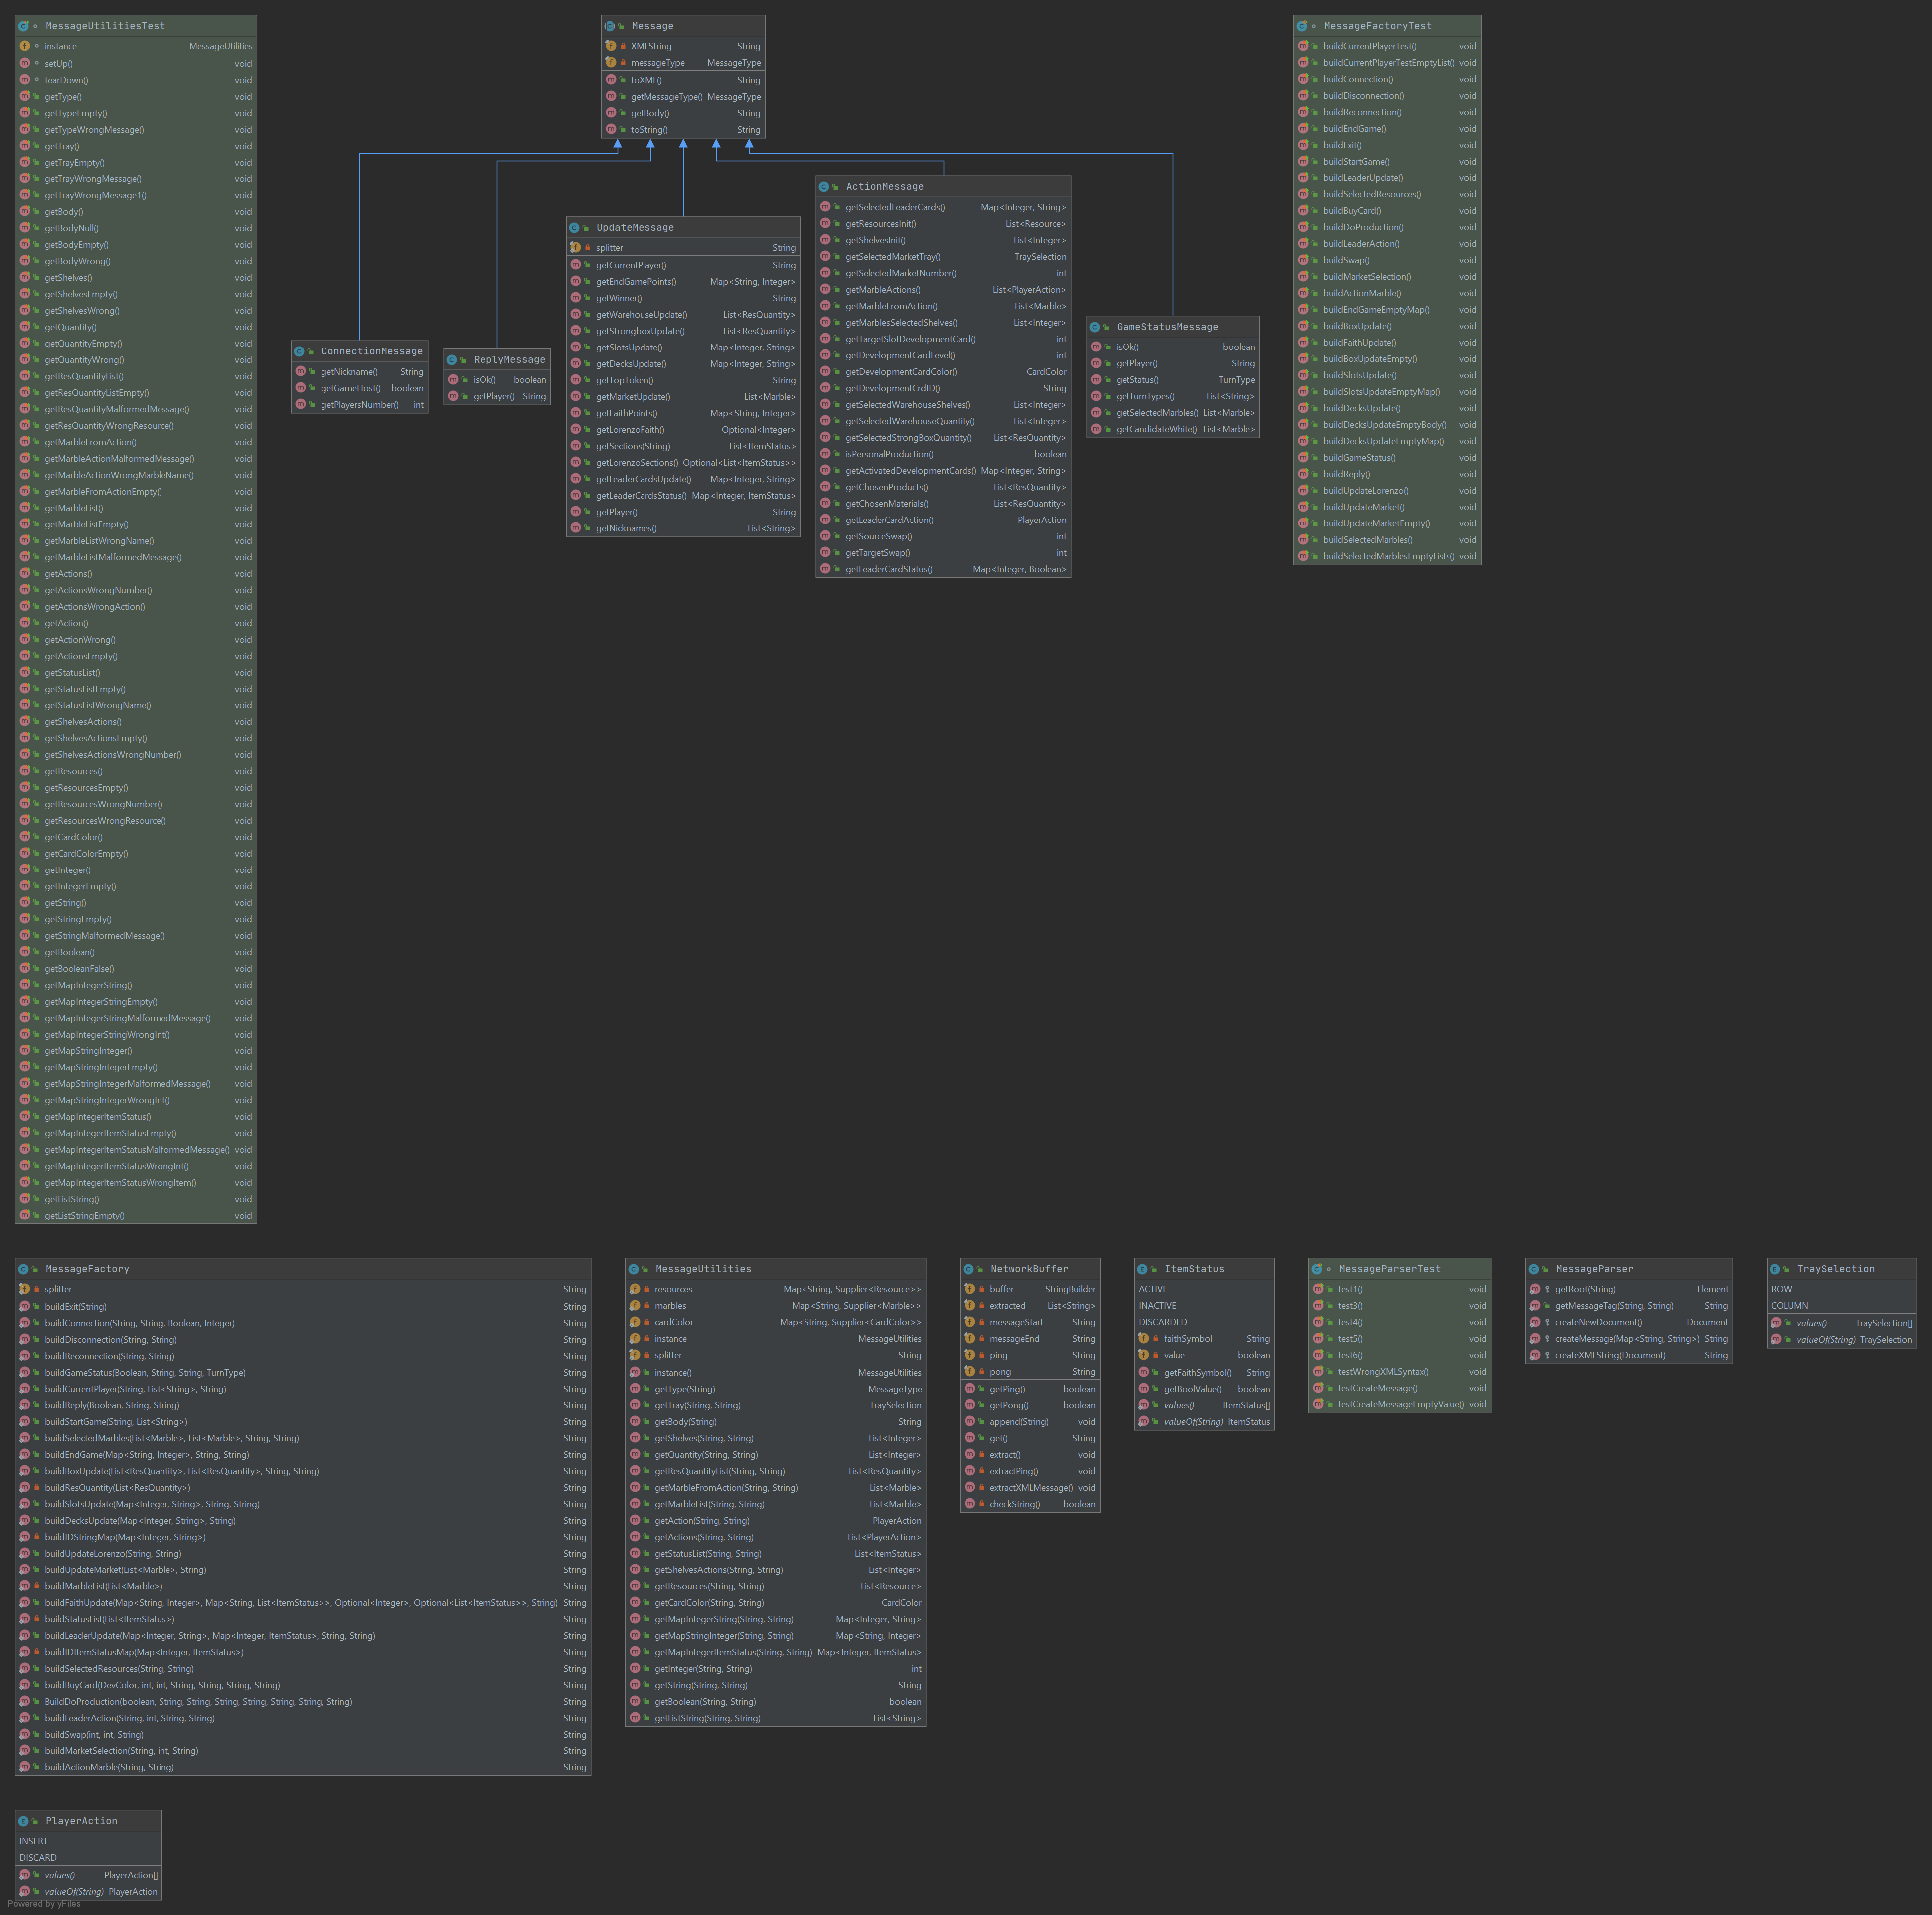 MessageUtilitiesTest
instance MessageUtilities
setUp() void
tearDown() void
getType() void
getTypeEmpty() void
getTypeWrongMessage() void
getTray() void
getTrayEmpty() void
getTrayWrongMessage() void
getTrayWrongMessage1() void
getBody() void
getBodyNull() void
getBodyEmpty() void
getBodyWrong() void
getShelves() void
getShelvesEmpty() void
getShelvesWrong() void
getQuantity() void
getQuantityEmpty() void
getQuantityWrong() void
getResQuantityList() void
getResQuantityListEmpty() void
getResQuantityMalformedMessage() void
getResQuantityWrongResource() void
getMarbleFromAction() void
getMarbleActionMalformedMessage() void
getMarbleActionWrongMarbleName() void
getMarbleFromActionEmpty() void
getMarbleList() void
getMarbleListEmpty() void
getMarbleListWrongName() void
getMarbleListMalformedMessage() void
getActions() void
getActionsWrongNumber() void
getActionsWrongAction() void
getAction() void
getActionWrong() void
getActionsEmpty() void
getStatusList() void
getStatusListEmpty() void
getStatusListWrongName() void
getShelvesActions() void
getShelvesActionsEmpty() void
getShelvesActionsWrongNumber() void
getResources() void
getResourcesEmpty() void
getResourcesWrongNumber() void
getResourcesWrongResource() void
getCardColor() void
getCardColorEmpty() void
getInteger() void
getIntegerEmpty() void
getString() void
getStringEmpty() void
getStringMalformedMessage() void
getBoolean() void
getBooleanFalse() void
getMapIntegerString() void
getMapIntegerStringEmpty() void
getMapIntegerStringMalformedMessage() void
getMapIntegerStringWrongInt() void
getMapStringInteger() void
getMapStringIntegerEmpty() void
getMapStringIntegerMalformedMessage() void
getMapStringIntegerWrongInt() void
getMapIntegerItemStatus() void
getMapIntegerItemStatusEmpty() void
getMapIntegerItemStatusMalformedMessage() void
getMapIntegerItemStatusWrongInt() void
getMapIntegerItemStatusWrongItem() void
getListString() void
getListStringEmpty() void
Message
XMLString String
messageType MessageType
toXML() String
getMessageType() MessageType
getBody() String
toString() String
ConnectionMessage
getNickname() String
getGameHost() boolean
getPlayersNumber() int
ReplyMessage
isOk() boolean
getPlayer() String
UpdateMessage
splitter String
getCurrentPlayer() String
getEndGamePoints() Map<String, Integer>
getWinner() String
getWarehouseUpdate() List<ResQuantity>
getStrongboxUpdate() List<ResQuantity>
getSlotsUpdate() Map<Integer, String>
getDecksUpdate() Map<Integer, String>
getTopToken() String
getMarketUpdate() List<Marble>
getFaithPoints() Map<String, Integer>
getLorenzoFaith() Optional<Integer>
getSections(String) List<ItemStatus>
getLorenzoSections() Optional<List<ItemStatus>>
getLeaderCardsUpdate() Map<Integer, String>
getLeaderCardsStatus() Map<Integer, ItemStatus>
getPlayer() String
getNicknames() List<String>
ActionMessage
getSelectedLeaderCards() Map<Integer, String>
getResourcesInit() List<Resource>
getShelvesInit() List<Integer>
getSelectedMarketTray() TraySelection
getSelectedMarketNumber() int
getMarbleActions() List<PlayerAction>
getMarbleFromAction() List<Marble>
getMarblesSelectedShelves() List<Integer>
getTargetSlotDevelopmentCard() int
getDevelopmentCardLevel() int
getDevelopmentCardColor() CardColor
getDevelopmentCrdID() String
getSelectedWarehouseShelves() List<Integer>
getSelectedWarehouseQuantity() List<Integer>
getSelectedStrongBoxQuantity() List<ResQuantity>
isPersonalProduction() boolean
getActivatedDevelopmentCards() Map<Integer, String>
getChosenProducts() List<ResQuantity>
getChosenMaterials() List<ResQuantity>
getLeaderCardAction() PlayerAction
getSourceSwap() int
getTargetSwap() int
getLeaderCardStatus() Map<Integer, Boolean>
GameStatusMessage
isOk() boolean
getPlayer() String
getStatus() TurnType
getTurnTypes() List<String>
getSelectedMarbles() List<Marble>
getCandidateWhite() List<Marble>
MessageFactoryTest
buildCurrentPlayerTest() void
buildCurrentPlayerTestEmptyList() void
buildConnection() void
buildDisconnection() void
buildReconnection() void
buildEndGame() void
buildExit() void
buildStartGame() void
buildLeaderUpdate() void
buildSelectedResources() void
buildBuyCard() void
buildDoProduction() void
buildLeaderAction() void
buildSwap() void
buildMarketSelection() void
buildActionMarble() void
buildEndGameEmptyMap() void
buildBoxUpdate() void
buildFaithUpdate() void
buildBoxUpdateEmpty() void
buildSlotsUpdate() void
buildSlotsUpdateEmptyMap() void
buildDecksUpdate() void
buildDecksUpdateEmptyBody() void
buildDecksUpdateEmptyMap() void
buildGameStatus() void
buildReply() void
buildUpdateLorenzo() void
buildUpdateMarket() void
buildUpdateMarketEmpty() void
buildSelectedMarbles() void
buildSelectedMarblesEmptyLists() void
MessageFactory
splitter String
buildExit(String) String
buildConnection(String, String, Boolean, Integer) String
buildDisconnection(String, String) String
buildReconnection(String, String) String
buildGameStatus(Boolean, String, String, TurnType) String
buildCurrentPlayer(String, List<String>, String) String
buildReply(Boolean, String, String) String
buildStartGame(String, List<String>) String
buildSelectedMarbles(List<Marble>, List<Marble>, String, String) String
buildEndGame(Map<String, Integer>, String, String) String
buildBoxUpdate(List<ResQuantity>, List<ResQuantity>, String, String) String
buildResQuantity(List<ResQuantity>) String
buildSlotsUpdate(Map<Integer, String>, String, String) String
buildDecksUpdate(Map<Integer, String>, String) String
buildIDStringMap(Map<Integer, String>) String
buildUpdateLorenzo(String, String) String
buildUpdateMarket(List<Marble>, String) String
buildMarbleList(List<Marble>) String
buildFaithUpdate(Map<String, Integer>, Map<String, List<ItemStatus>>, Optional<Integer>, Optional<List<ItemStatus>>, String) String
buildStatusList(List<ItemStatus>) String
buildLeaderUpdate(Map<Integer, String>, Map<Integer, ItemStatus>, String, String) String
buildIDItemStatusMap(Map<Integer, ItemStatus>) String
buildSelectedResources(String, String) String
buildBuyCard(DevColor, int, int, String, String, String, String) String
BuildDoProduction(boolean, String, String, String, String, String, String, String) String
buildLeaderAction(String, int, String, String) String
buildSwap(int, int, String) String
buildMarketSelection(String, int, String) String
buildActionMarble(String, String) String
MessageUtilities
resources Map<String, Supplier<Resource>>
marbles Map<String, Supplier<Marble>>
cardColor Map<String, Supplier<CardColor>>
instance MessageUtilities
splitter String
instance() MessageUtilities
getType(String) MessageType
getTray(String, String) TraySelection
getBody(String) String
getShelves(String, String) List<Integer>
getQuantity(String, String) List<Integer>
getResQuantityList(String, String) List<ResQuantity>
getMarbleFromAction(String, String) List<Marble>
getMarbleList(String, String) List<Marble>
getAction(String, String) PlayerAction
getActions(String, String) List<PlayerAction>
getStatusList(String, String) List<ItemStatus>
getShelvesActions(String, String) List<Integer>
getResources(String, String) List<Resource>
getCardColor(String, String) CardColor
getMapIntegerString(String, String) Map<Integer, String>
getMapStringInteger(String, String) Map<String, Integer>
getMapIntegerItemStatus(String, String) Map<Integer, ItemStatus>
getInteger(String, String) int
getString(String, String) String
getBoolean(String, String) boolean
getListString(String, String) List<String>
NetworkBuffer
buffer StringBuilder
extracted List<String>
messageStart String
messageEnd String
ping String
pong String
getPing() boolean
getPong() boolean
append(String) void
get() String
extract() void
extractPing() void
extractXMLMessage() void
checkString() boolean
ItemStatus
ACTIVE
INACTIVE
DISCARDED
faithSymbol String
value boolean
getFaithSymbol() String
getBoolValue() boolean
values() ItemStatus[]
valueOf(String) ItemStatus
MessageParserTest
test1() void
test3() void
test4() void
test5() void
test6() void
testWrongXMLSyntax() void
testCreateMessage() void
testCreateMessageEmptyValue() void
MessageParser
getRoot(String) Element
getMessageTag(String, String) String
createNewDocument() Document
createMessage(Map<String, String>) String
createXMLString(Document) String
TraySelection
ROW
COLUMN
values() TraySelection[]
valueOf(String) TraySelection
PlayerAction
INSERT
DISCARD
values() PlayerAction[]
valueOf(String) PlayerAction
Powered by yFiles